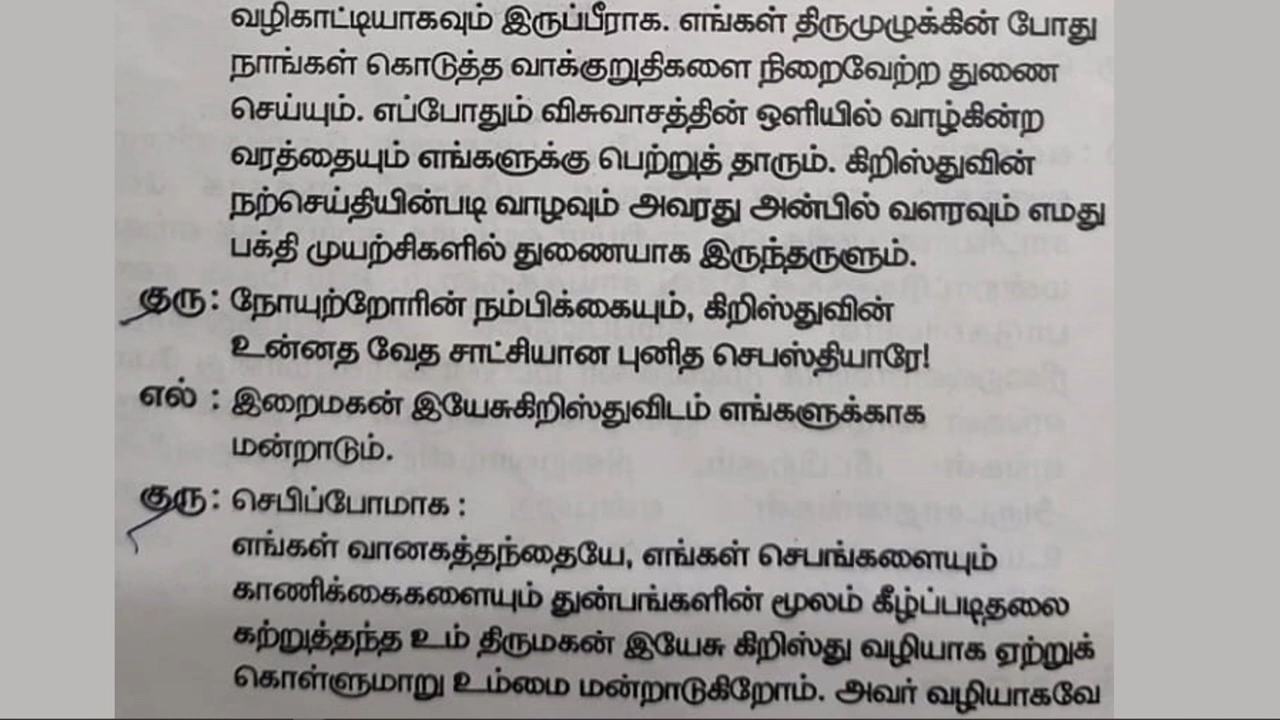 வழிகாட்டியாகவும் இருப்பீராக. எங்கள் திருமுழுக்கின் போது
நாங்கள் கொடுத்த வாக்குறுதிகளை நிறைவேற்ற துணை
செய்யும். எப்போதும் விசுவாசத்தின் ஒளியில் வாழ்கின்ற
வரத்தையும் எங்களுக்கு பெற்றுத் தாரும். கிறிஸ்துவின்
நற்செய்தியின்படி வாழவும் அவரது அன்பில் வளரவும் எமது
பக்தி முயற்சிகளில் துணையாக இருந்தருளும்.
குரு: நோயுற்றோரின் நம்பிக்கையும், கிறிஸ்துவின்
உன்னத வேத சாட்சியான புனித செபஸ்தியாரே!
எல் : இறைமகன் இயேசுகிறிஸ்துவிடம் எங்களுக்காக
மன்றாடும்.
குரு: செபிப்போமாக :
எங்கள் வானகத்தந்தையே, எங்கள் செபங்களையும்
காணிக்கைகளையும் துன்பங்களின் மூலம் கீழ்ப்படிதலை
கற்றுத்தந்த உம் திருமகன் இயேசு கிறிஸ்து வழியாக ஏற்றுக்
கொள்ளுமாறு உம்மை மன்றாடுகிறோம். அவர் வழியாகவே